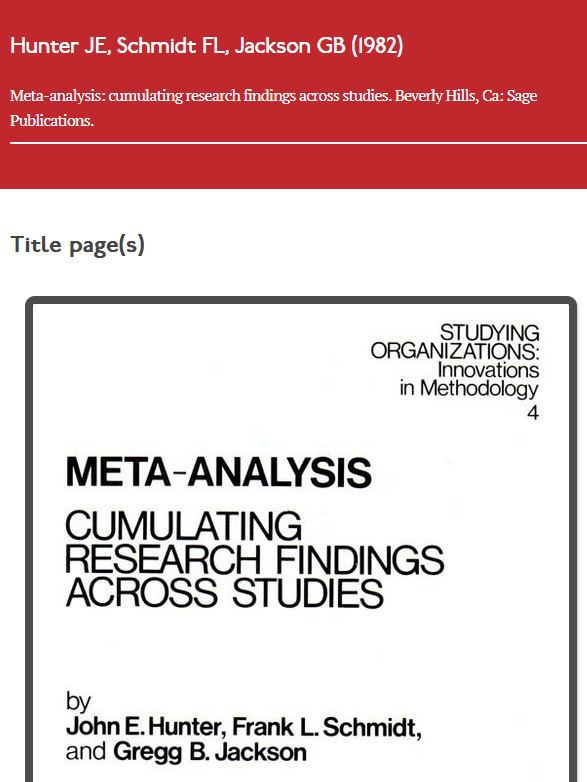 Hunter JE, Schmidt FL, Jackson GB (1982)
Meta-analysis: cumulating research findings across studies. Beverly Hills, Ca: Sage
Publications.
Title page(s)
STUDYING
ORGANIZATIONS:
Innovations
in Methodology
4
META-ANALYSIS
CUMULATING
RESEARCH FINDINGS
ACROSS STUDIES
by
John E. Hunter, Frank L. Schmidt,
and Gregg B. Jackson